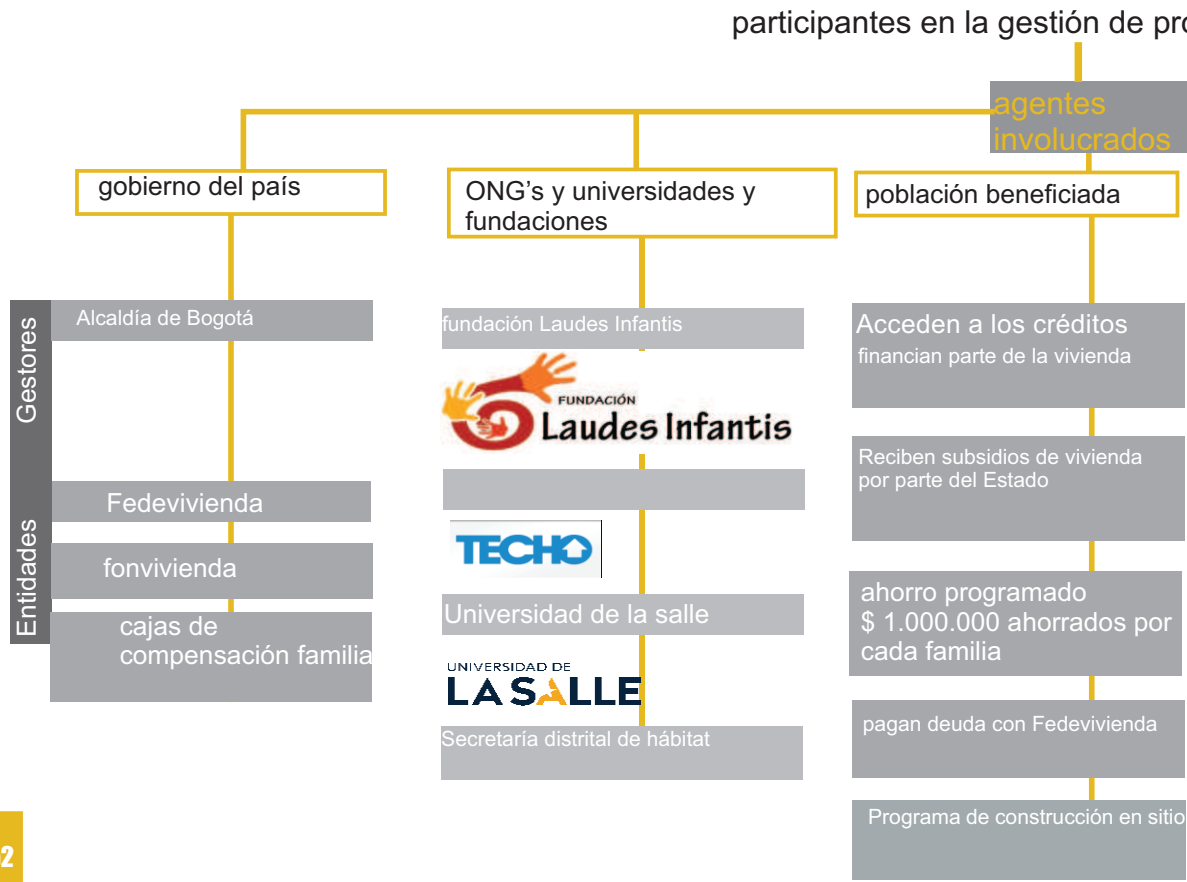 participantes en la gestión de pro
agentes
involucrados
gobierno del país
ONG's y universidades y
fundaciones
población beneficiada
Gestores
Entidades
Alcaldía de Bogotá
Fedevivienda
fonvivienda
cajas de
compensación familia
fundación Laudes Infantis
FUNDACIÓN
Laudes Infantis
TECHO
Universidad de la salle
UNIVERSIDAD DE
LA SALLE
Secretaría distrital de hábitat
Acceden a los créditos
financian parte de la vivienda
Reciben subsidios de vivienda
por parte del Estado
ahorro programado
$ 1.000.000 ahorrados por
cada familia
pagan deuda con Fedevivienda
Programa de construcción en sitio
2